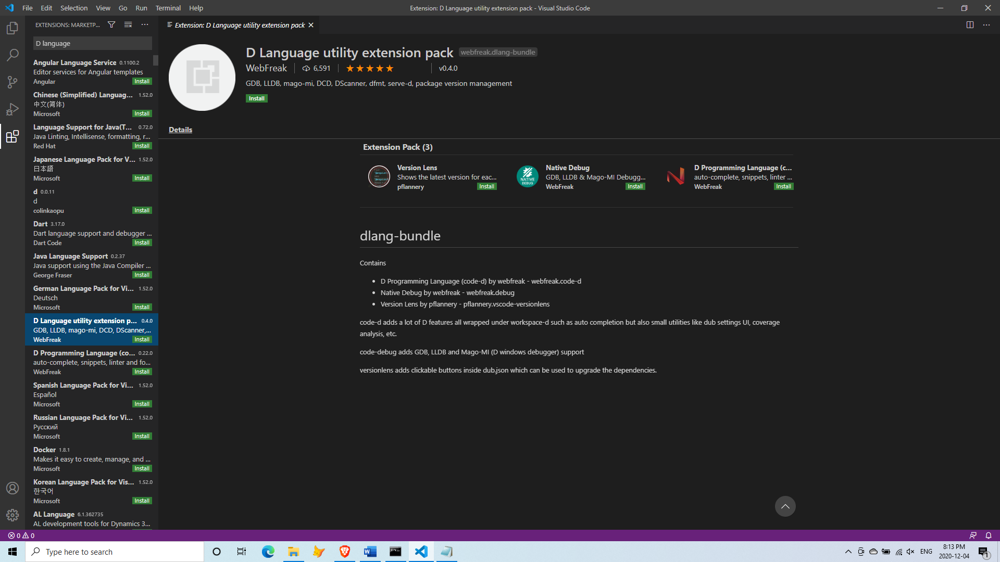 File Edit Selection View Go Run Terminal Help
Extension: D Language utility extension pack - Visual Studio Code
EXTENSIONS: MARKETP...
D language
Angular Language Service 0.1100.2
Editor services for Angular templates
Angular Install
Chinese (Simplified) Languag... 1.52.0
中文(简体)
Microsoft Install
Language Support for Java(T... 0.72.0
Java Linting, Intellisense, formatting, r...
Red Hat Install
Japanese Language Pack for V... 1.52.0
日本語
Microsoft Install
d 0.0.11
d
colinkaopu Install
Dart 3.17.0
Dart language support and debugger ...
Dart Code Install
Java Language Support 0.2.37
Java support using the Java Compiler ...
George Fraser Install
German Language Pack for Vi... 1.52.0
Deutsch
Microsoft Install
D Language utility extension p... 0.4.0
GDB, LLDB, mago-mi, DCD, DScanner,...
WebFreak Install
D Programming Language (co... 0.22.0
auto-complete, snippets, linter and fo...
WebFreak Install
Spanish Language Pack for Vi... 1.52.0
Español
Microsoft Install
Russian Language Pack for Vi... 1.52.0
Русский
Microsoft Install
Docker 1.8.1
Makes it easy to create, manage, and ...
Microsoft Install
Korean Language Pack for Vis... 1.52.0
한국어
Microsoft Install
AL Language 6.1.362735
AL development tools for Dynamics 3...
Extension: D Language utility extension pack
D Language utility extension pack webfreak.dlang-bundle
WebFreak 6,591 v0.4.0
GDB, LLDB, mago-mi, DCD, DScanner, dfmt, serve-d, package version management
Install
Details
Extension Pack (3)
Version Lens
Shows the latest version for eac...
pflannery Install
NATIVE
DEBUG
Native Debug
GDB, LLDB & Mago-MI Debugg...
WebFreak Install
D Programming Language (c...
auto-complete, snippets, linter ...
WebFreak Install
dlang-bundle
Contains
• D Programming Language (code-d) by webfreak - webfreak.code-d
• Native Debug by webfreak - webfreak.debug
• Version Lens by pflannery - pflannery.vscode-versionlens
code-d adds a lot of D features all wrapped under workspace-d such as auto completion but also small utilities like dub settings UI, coverage
analysis, etc.
code-debug adds GDB, LLDB and Mago-MI (D windows debugger) support
versionlens adds clickable buttons inside dub.json which can be used to upgrade the dependencies.
0 0
Type here to search
ENG
8:13 PM
2020-12-04
1